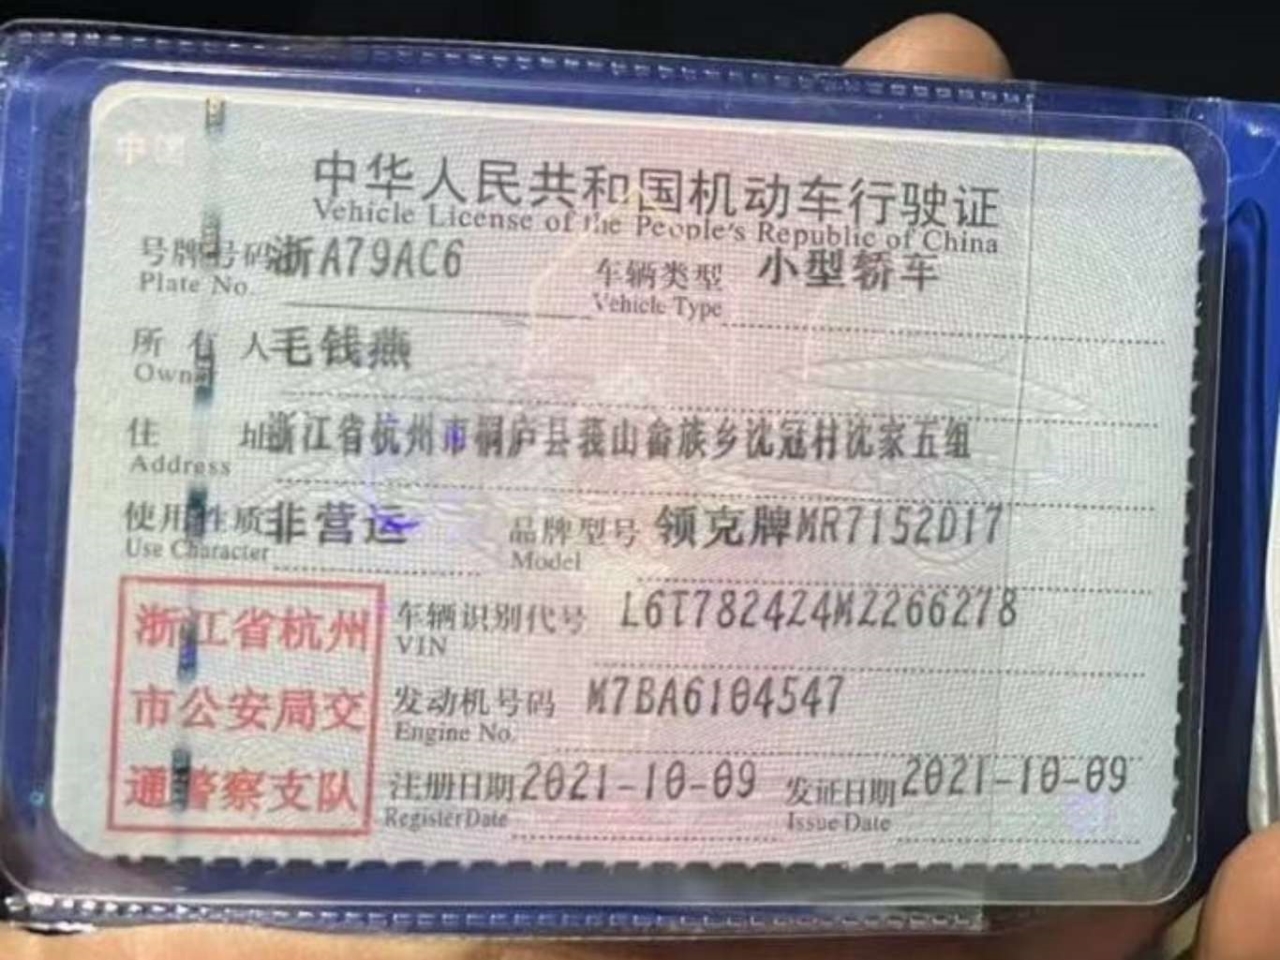 中国
中华人民共和国机动车行驶证
Vehicle License of the People's Republic of China
号牌号码 浙A79AC6 车辆类型 小型轿车
Plate No. Vehicle Type
所有人 毛钱燕
Owner
住址 浙江省杭州市桐庐县莪山畲族乡沈冠村沈家五组
Address
使用性质 非营运 品牌型号 领克牌MR7152D17
Use Character Model
浙江省杭州
市公安局交
通警察支队
车辆识别代号 L6T7824Z4MZ266278
VIN
发动机号码 M7BA6104547
Engine No.
注册日期 2021-10-09 发证日期 2021-10-09
Register Date Issue Date